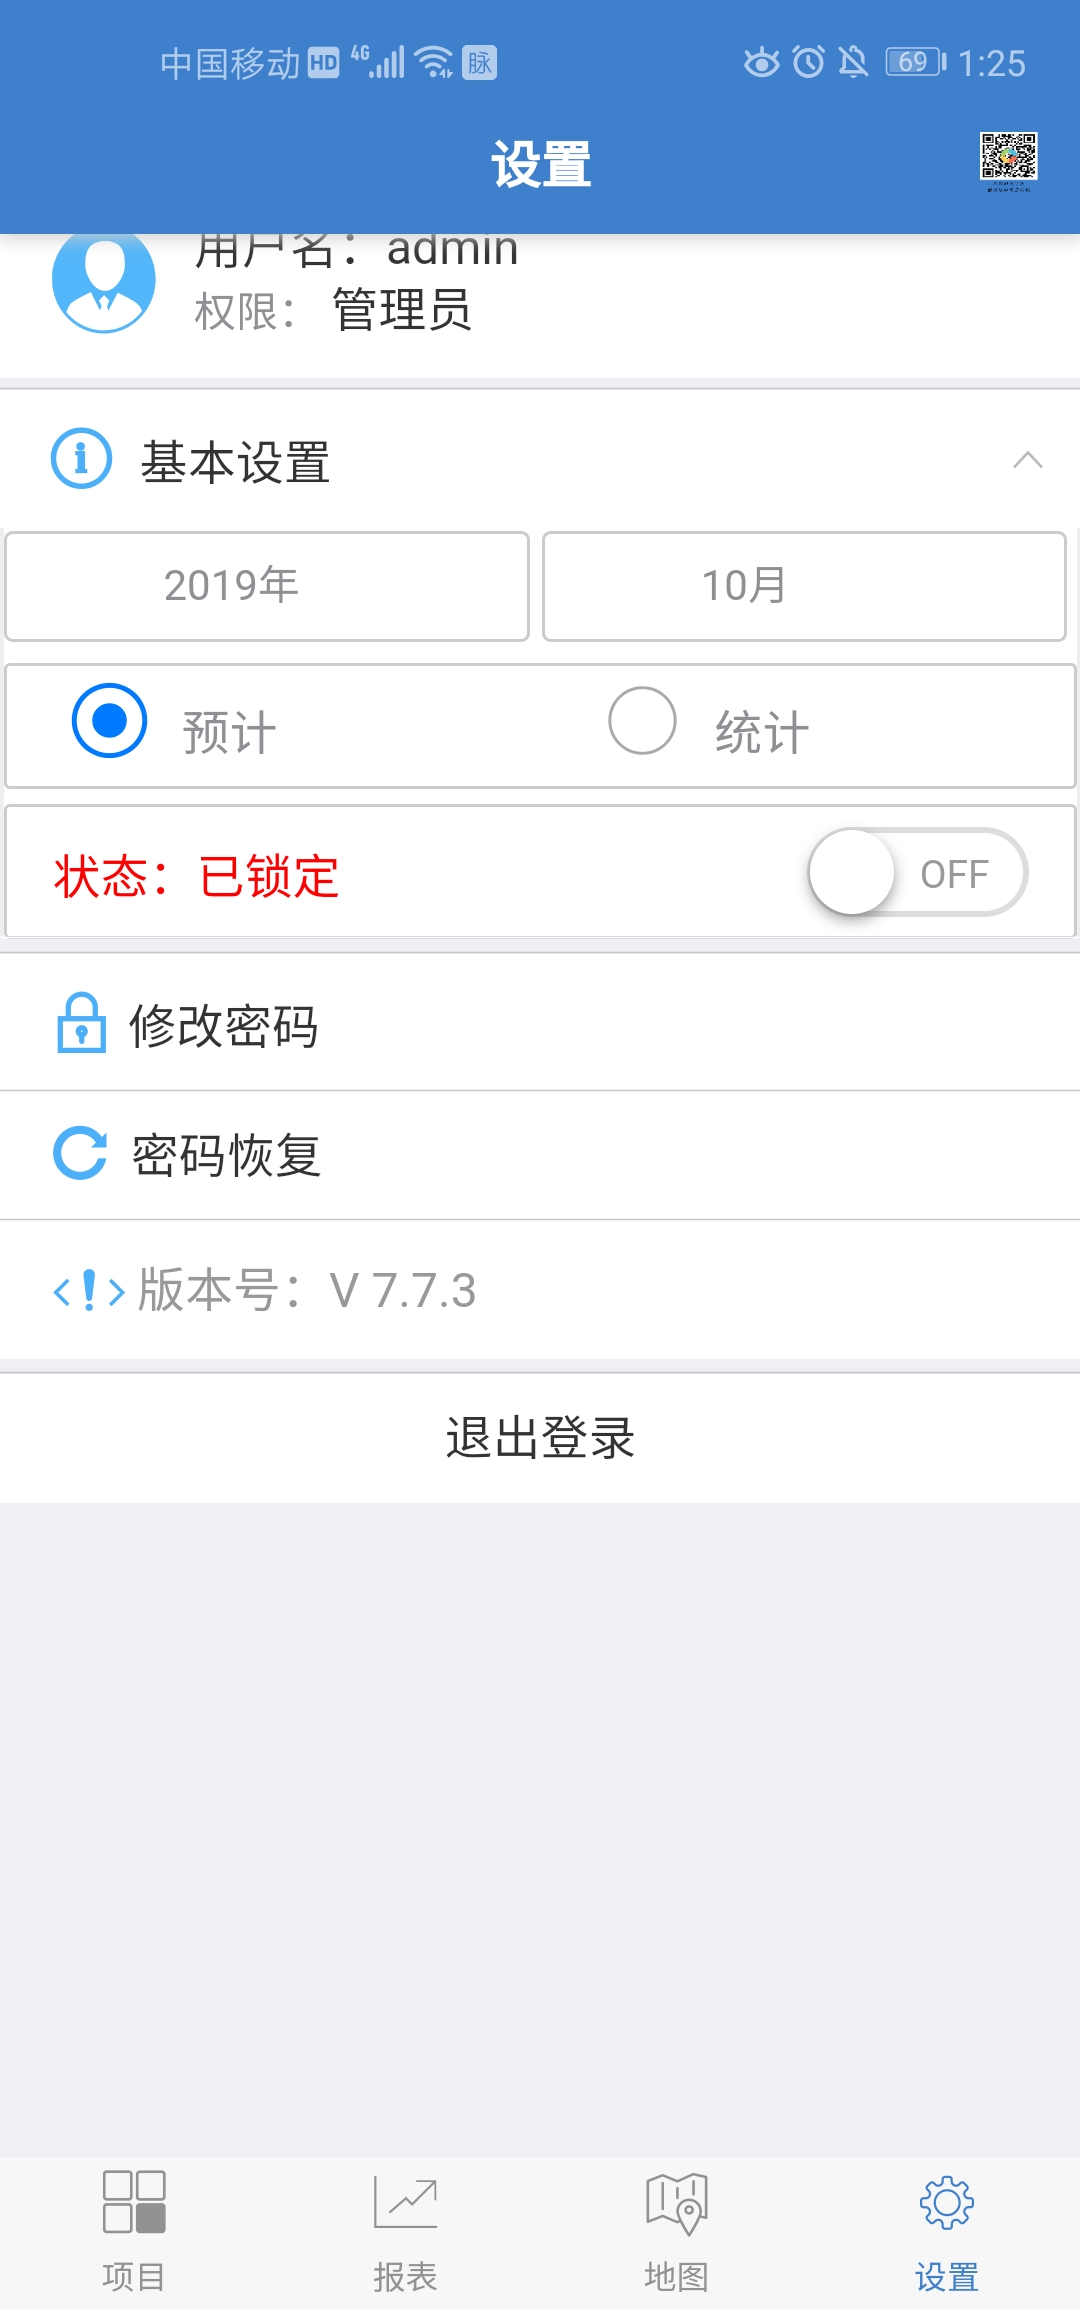 中国移动 HD 4G 脉 69 1:25
设置
用户名：admin
权限：管理员
基本设置
2019年 10月
预计 统计
状态：已锁定 OFF
修改密码
密码恢复
版本号：V 7.7.3
退出登录
项目 报表 地图 设置